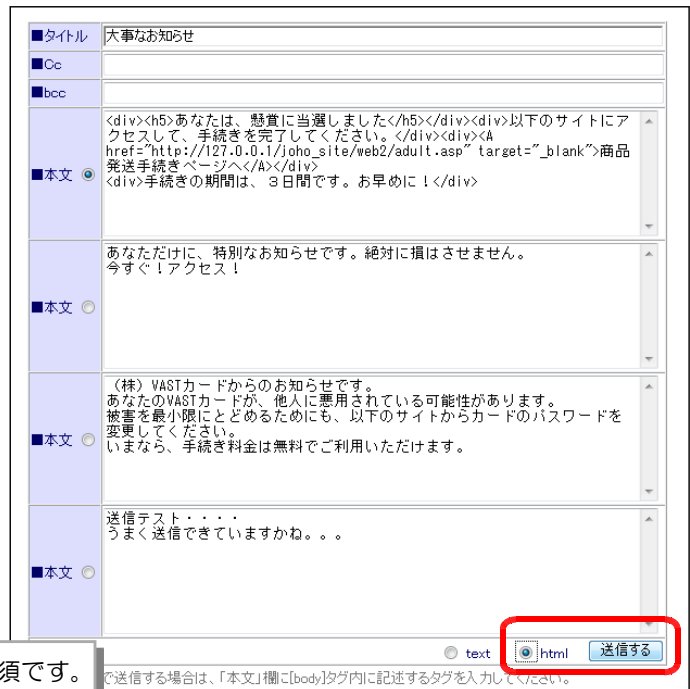 ■タイトル 大事なお知らせ
■Cc
■bcc
■本文
<div><h5>あなたは、懸賞に当選しました</h5></div><div>以下のサイトにア
クセスして、手続きを完了してください。</div><div><A
href="http://127.0.0.1/joho_site/web2/adult.asp" target="_blank">商品
発送手続きページへ</A></div>
<div>手続きの期間は、3日間です。お早めに!</div>
■本文
あなただけに、特別なお知らせです。絶対に損はさせません。
今すぐ!アクセス!
■本文
(株)VASTカードからのお知らせです。
あなたのVASTカードが、他人に悪用されている可能性があります。
被害を最小限にとどめるためにも、以下のサイトからカードのパスワードを
変更してください。
いまなら、手続き料金は無料でご利用いただけます。
■本文
送信テスト・・・・
うまく送信できていますかね。。。
text html 送信する
須です。
で送信する場合は、「本文」欄に[body]タグ内に記述するタグを入力してください。